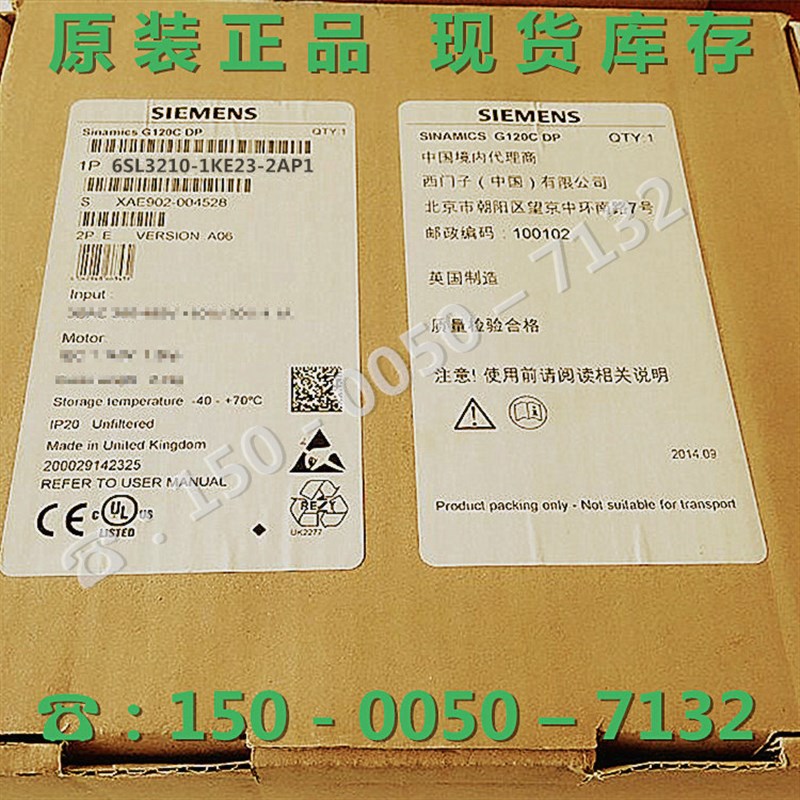 原装正品 现货库存
SIEMENS
Sinamics G120C DP QTY:1
1P 6SL3210-1KE23-2AP1
S XAE902-004528
2P E VERSION A06
Input:
Motor:
Storage temperature -40 - +70°C
IP20 Unfiltered
Made in United Kingdom
200029142325
REFER TO USER MANUAL
CE C UL US
LISTED
REZY
UK2277
SIEMENS
SINAMICS G120C DP QTY:1
中国境内代理商
西门子（中国）有限公司
北京市朝阳区望京中环南路7号
邮政编码：100102
英国制造
质量检验合格
注意! 使用前请阅读相关说明
2014.09
Product packing only - Not suitable for transport
☎：150-0050–7132
☎：150 - 0050 – 7132